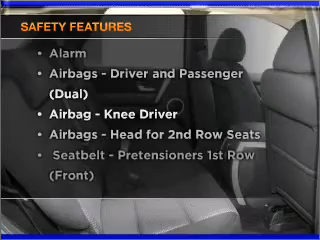 SAFETY FEATURES
• Alarm
• Airbags - Driver and Passenger
(Dual)
• Airbag - Knee Driver
• Airbags - Head for 2nd Row Seats
• Seatbelt - Pretensioners 1st Row
(Front)